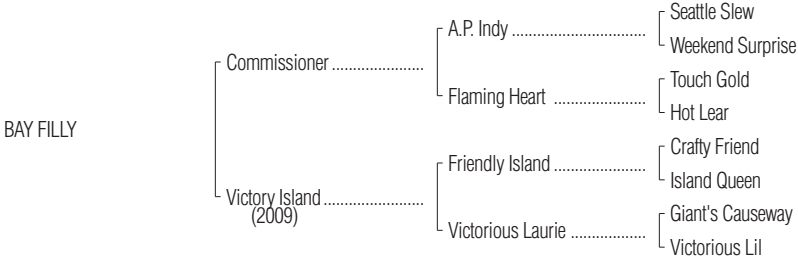 Seattle Slew
A.P. Indy ................................
Weekend Surprise
Commissioner ......................
Touch Gold
Flaming Heart ......................
Hot Lear
BAY FILLY
Crafty Friend
Friendly Island ......................
Island Queen
Victory Island ........................
(2009)
Giant's Causeway
Victorious Laurie ..................
Victorious Lil